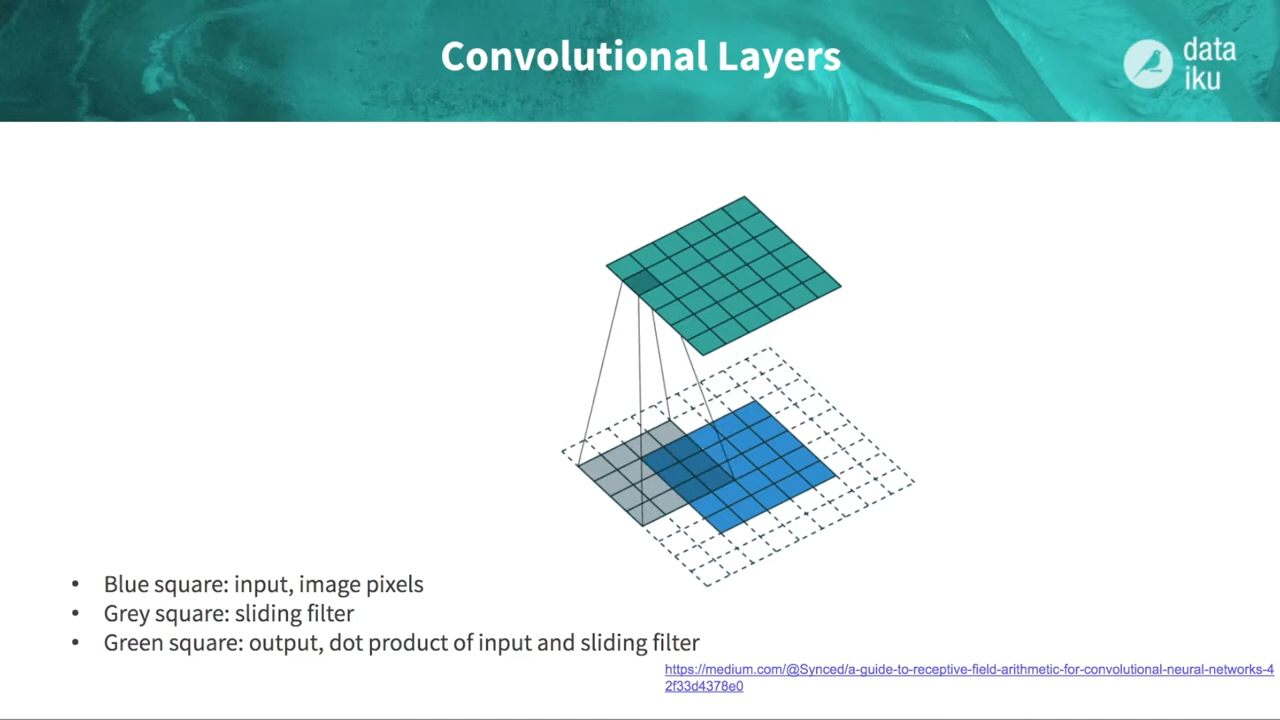 Convolutional Layers
data
iku
• Blue square: input, image pixels
• Grey square: sliding filter
• Green square: output, dot product of input and sliding filter
https://medium.com/@Synced/a-guide-to-receptive-field-arithmetic-for-convolutional-neural-networks-4
2f33d4378e0